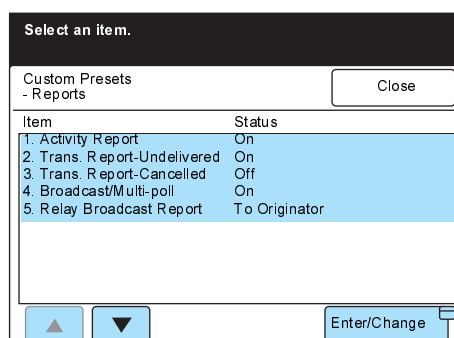 Select an item.
Custom Presets
- Reports
Close
Item Status
1. Activity Report On
2. Trans. Report-Undelivered On
3. Trans. Report-Cancelled Off
4. Broadcast/Multi-poll On
5. Relay Broadcast Report To Originator
Enter/Change